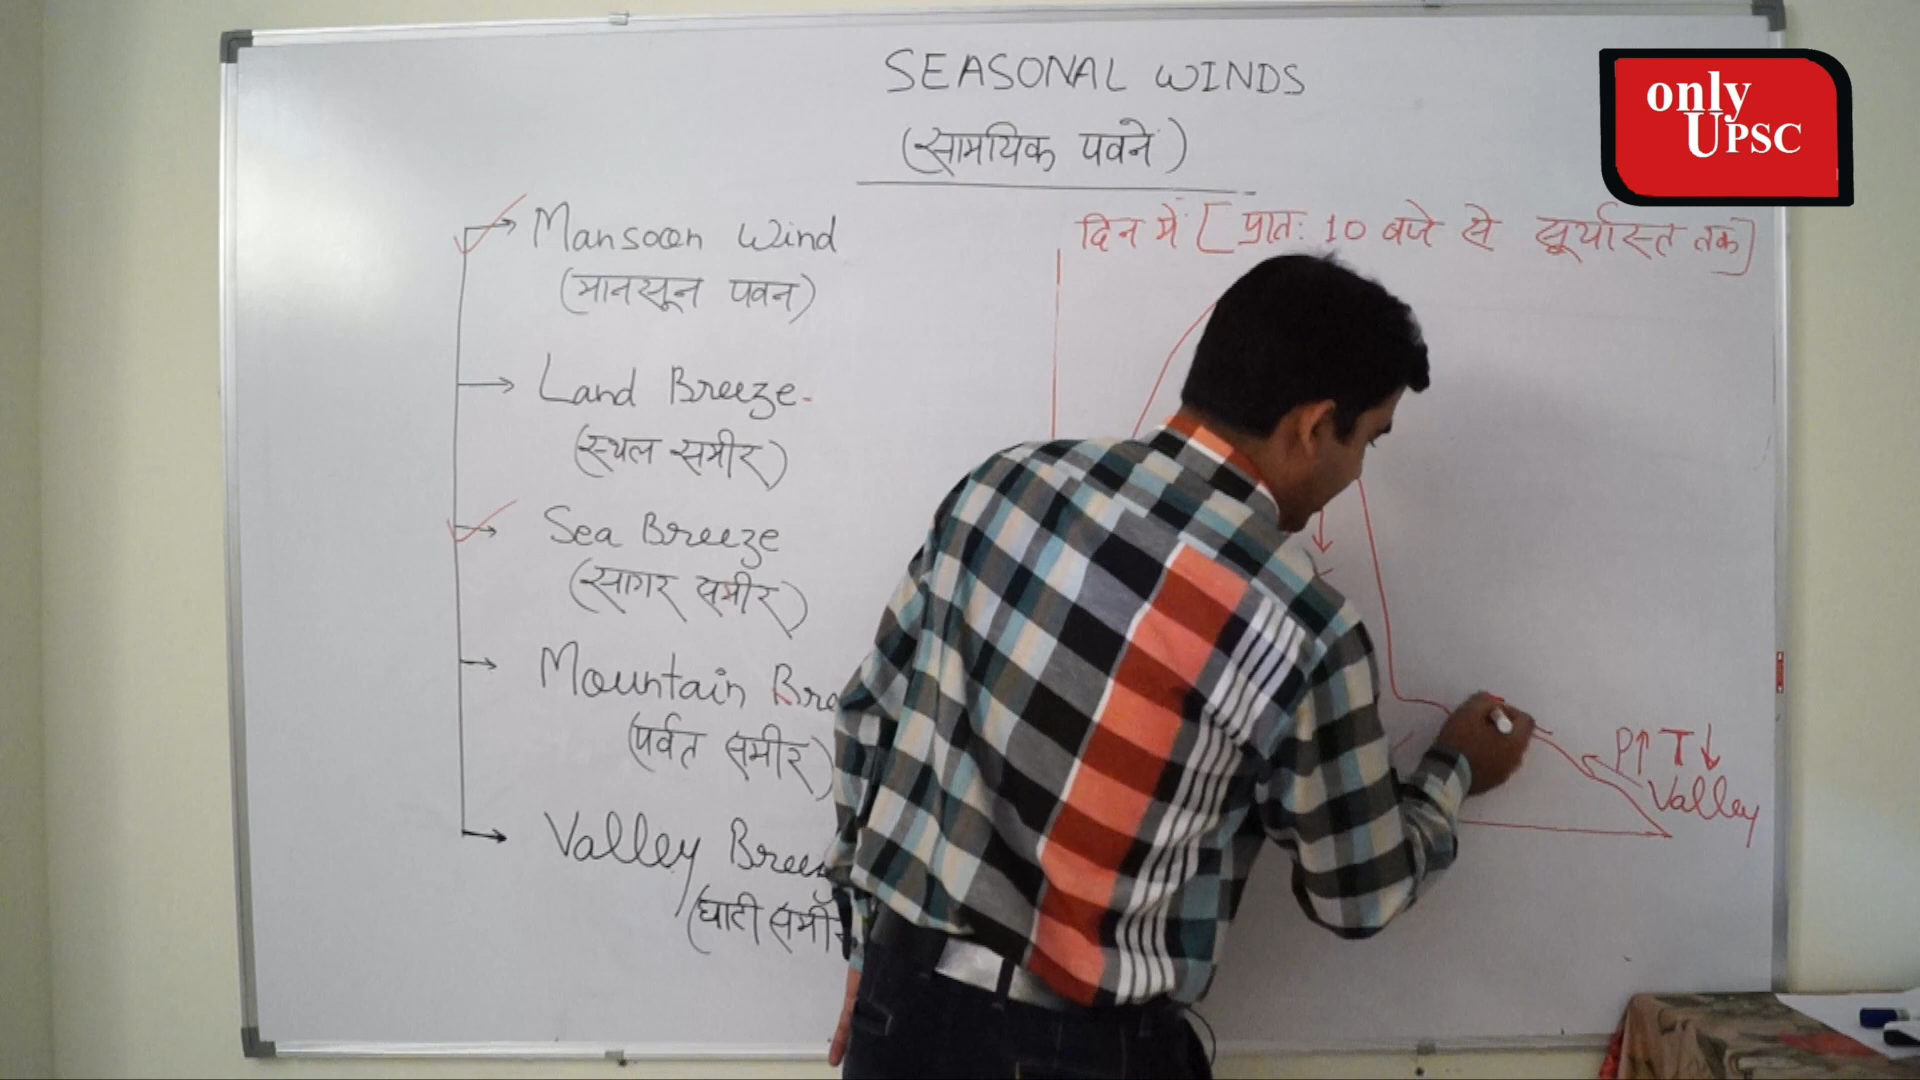 SEASONAL WINDS
(सामयिक पवने)
only
UPSC
Mansoon Wind
(मानसून पवन)
Land Breeze
(स्थल समीर)
Sea Breeze
(सागर समीर)
Mountain Bre
(पर्वत समीर)
Valley Breez
(घाटी समीर
दिन में [प्रातः 10 बजे से सूर्यास्त तक]
P↑ T↓
Valley